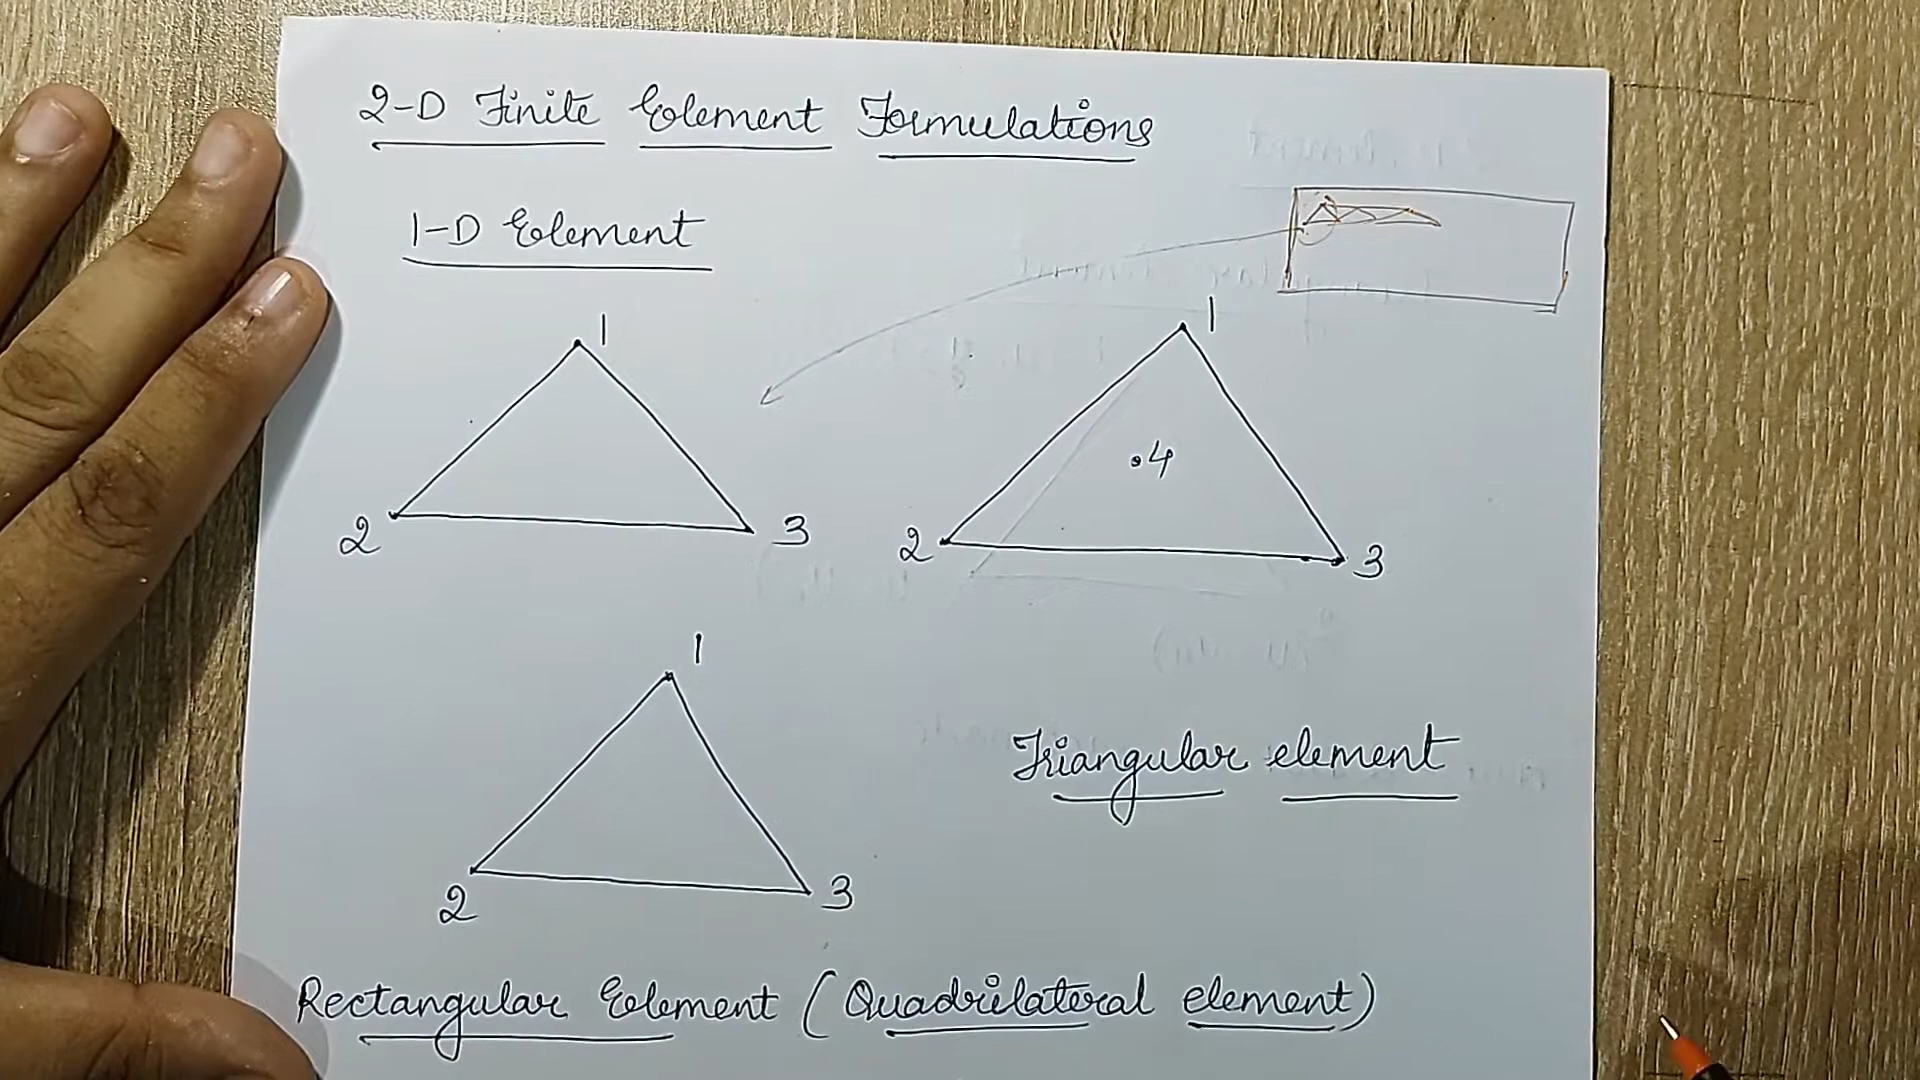 2-D Finite Element Formulations
1-D Element
1
2
3
1
.4
2
3
1
2
3
Triangular element
Rectangular Element (Quadrilateral element)